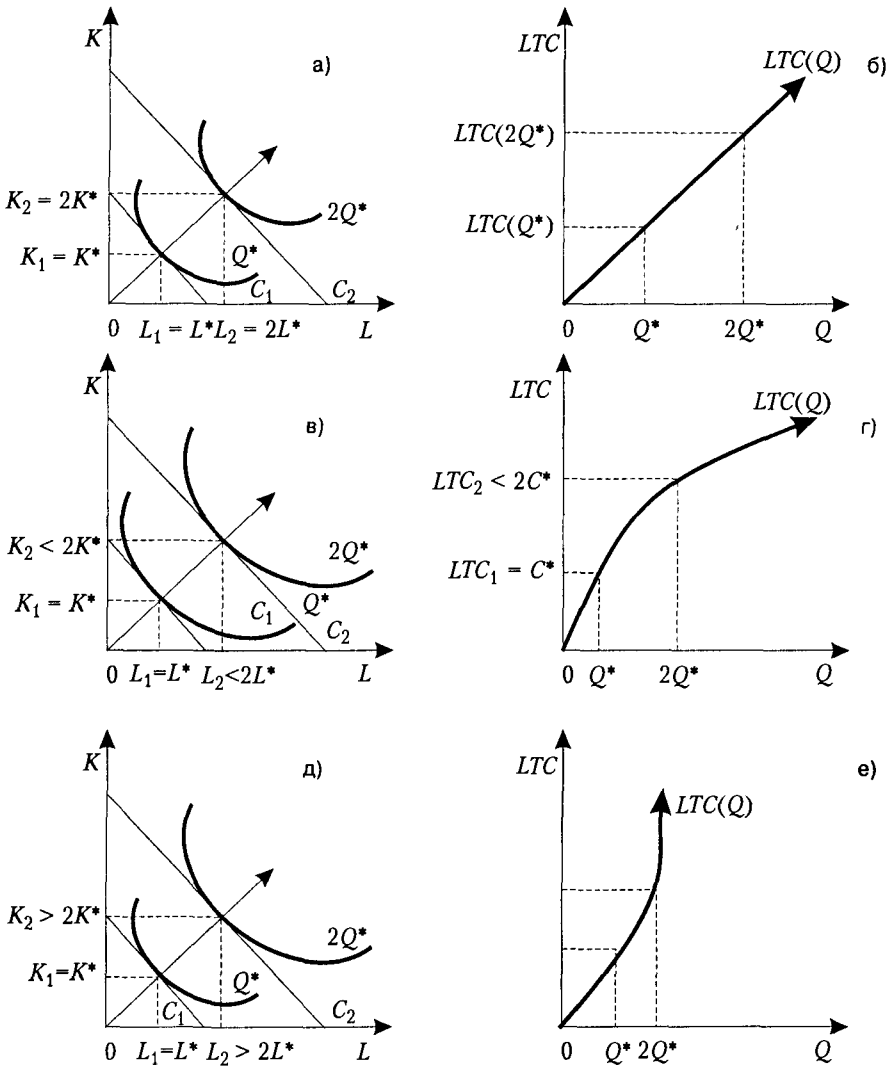 K
а)
K₂ = 2K*
K₁ = K*
2Q*
Q*
C₁
C₂
0 L₁ = L* L₂ = 2L* L
LTC
LTC(Q)
б)
LTC(2Q*)
LTC(Q*)
0 Q* 2Q* Q
K
в)
K₂ < 2K*
K₁ = K*
2Q*
C₁
Q*
C₂
0 L₁=L* L₂<2L* L
LTC
LTC(Q)
г)
LTC₂ < 2C*
LTC₁ = C*
0 Q* 2Q* Q
K
д)
K₂ > 2K*
K₁=K*
2Q*
Q*
C₁
C₂
0 L₁=L* L₂ > 2L* L
LTC
е)
LTC(Q)
0 Q* 2Q* Q